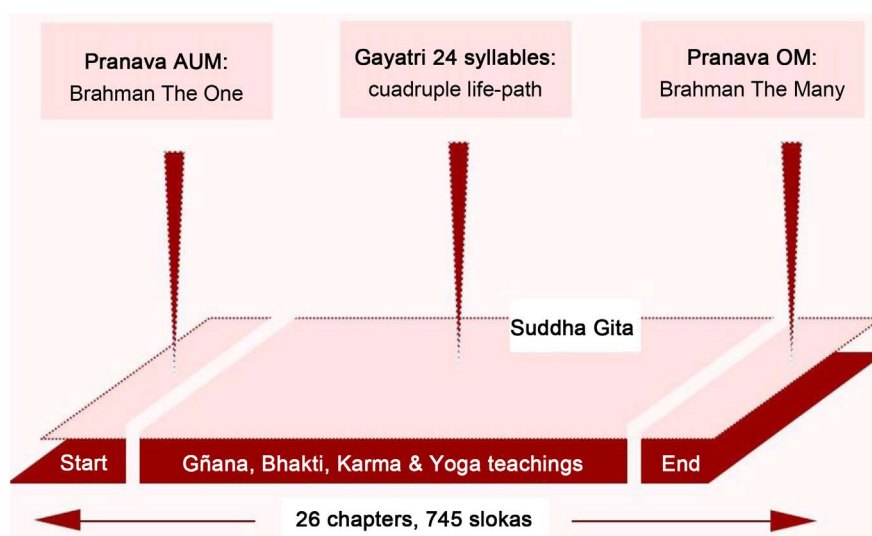 Pranava AUM:
Brahman The One
Gayatri 24 syllables:
cuadruple life-path
Pranava OM:
Brahman The Many
Suddha Gita
Start
Gñana, Bhakti, Karma & Yoga teachings
End
26 chapters, 745 slokas